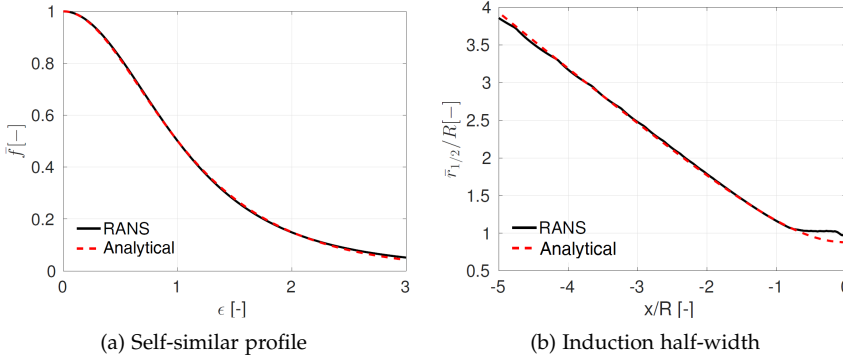 1
0.8
0.6
0.4
0.2
0
f̄ [−]
RANS
Analytical
0 1 2 3
ϵ [-]
(a) Self-similar profile
4
3.5
3
2.5
2
1.5
1
0.5
r̄1/2/R[−]
RANS
Analytical
-5 -4 -3 -2 -1 0
x/R [-]
(b) Induction half-width